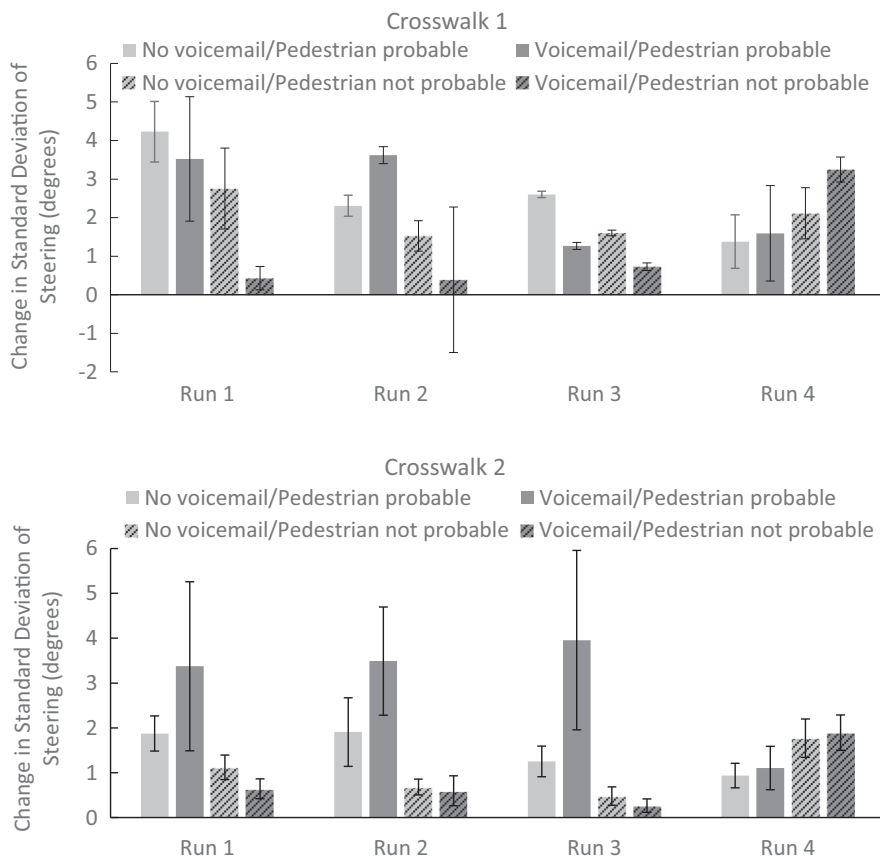 Crosswalk 1
No voicemail/Pedestrian probable Voicemail/Pedestrian probable
No voicemail/Pedestrian not probable Voicemail/Pedestrian not probable
Change in Standard Deviation of
Steering (degrees)
6
5
4
3
2
1
0
-1
-2
Run 1 Run 2 Run 3 Run 4
Crosswalk 2
No voicemail/Pedestrian probable Voicemail/Pedestrian probable
No voicemail/Pedestrian not probable Voicemail/Pedestrian not probable
Change in Standard Deviation of
Steering (degrees)
6
5
4
3
2
1
0
Run 1 Run 2 Run 3 Run 4